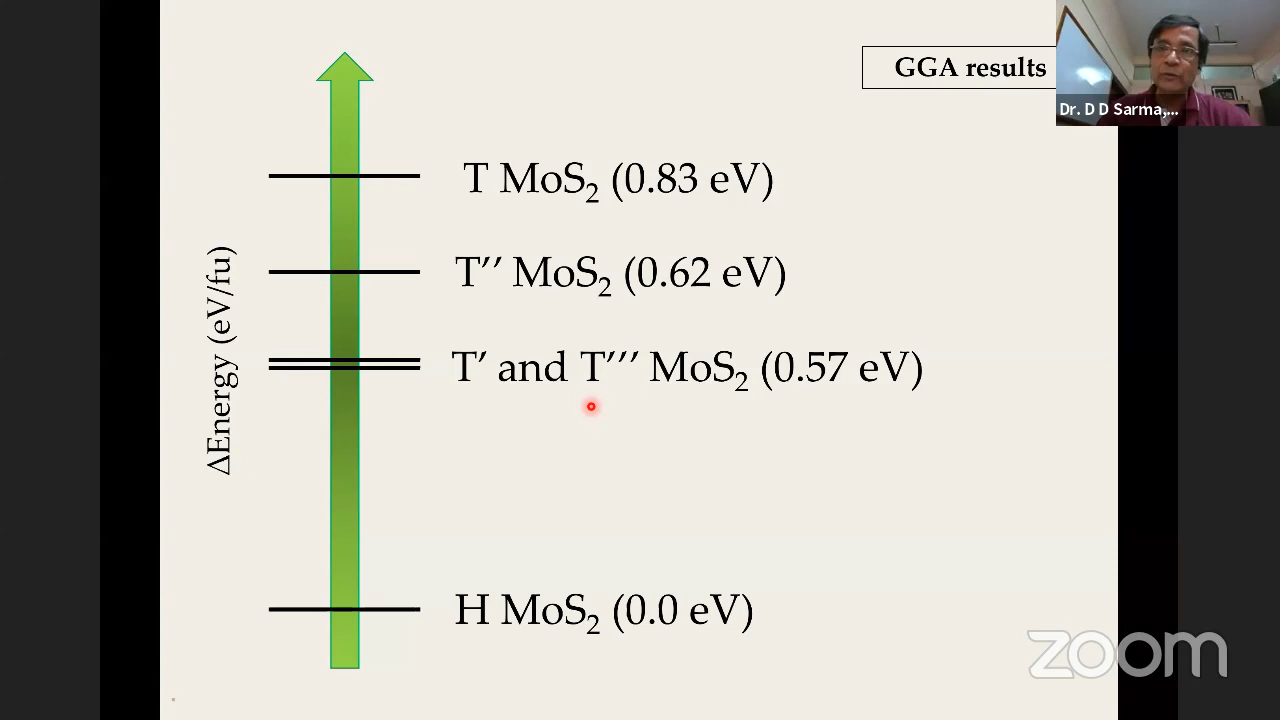 GGA results
Dr. D D Sarma,...
T MoS₂ (0.83 eV)
T′′ MoS₂ (0.62 eV)
T′ and T′′′ MoS₂ (0.57 eV)
ΔEnergy (eV/fu)
H MoS₂ (0.0 eV)
zoom